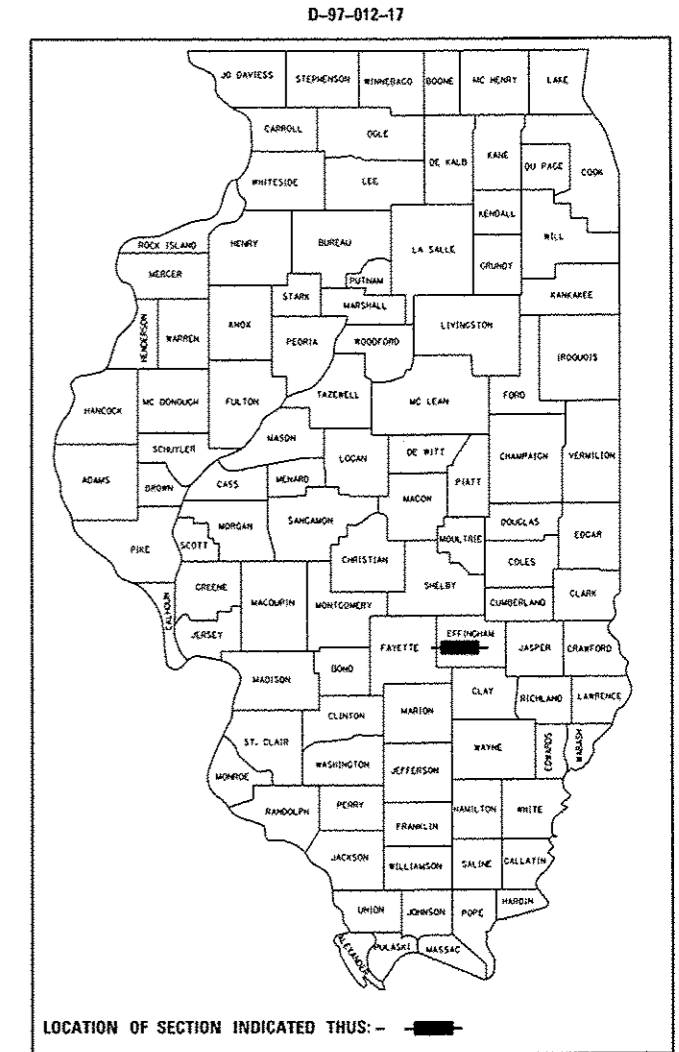 D-97-012-17
JO DAVIESS STEPHENSON WINNEBAGO BOONE MC HENRY LAKE
CARROLL OGLE DE KALB KANE DU PAGE COOK
WHITESIDE LEE KENDALL WILL
ROCK ISLAND HENRY BUREAU LA SALLE GRUNDY
MERCER PUTNAM KANKAKEE
STARK MARSHALL
HENDERSON WARREN KNOX PEORIA WOODFORD LIVINGSTON IROQUOIS
HANCOCK MC DONOUGH FULTON TAZEWELL MC LEAN FORD
MASON
SCHUYLER LOGAN DE WITT CHAMPAIGN VERMILION
ADAMS BROWN CASS MENARD PIATT
MACON
MORGAN SANGAMON DOUGLAS
PIKE SCOTT CHRISTIAN MOULTRIE EDGAR
COLES
CALHOUN GREENE MACOUPIN MONTGOMERY SHELBY CUMBERLAND CLARK
JERSEY FAYETTE EFFINGHAM JASPER CRAWFORD
MADISON BOND
CLAY RICHLAND LAWRENCE
CLINTON MARION
ST. CLAIR WAYNE EDWARDS WABASH
MONROE WASHINGTON JEFFERSON
RANDOLPH PERRY HAMILTON WHITE
FRANKLIN
JACKSON WILLIAMSON SALINE GALLATIN
UNION JOHNSON POPE HARDIN
ALEXANDER PULASKI MASSAC
LOCATION OF SECTION INDICATED THUS: -